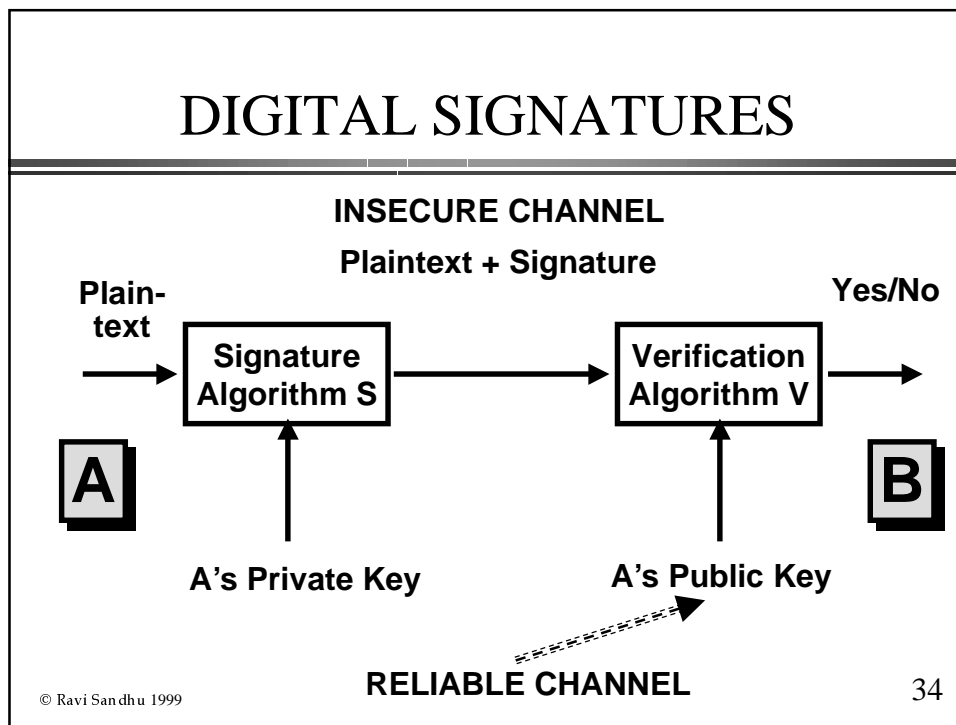 DIGITAL SIGNATURES
INSECURE CHANNEL
Plaintext + Signature
Plain-
text
Yes/No
Signature
Algorithm S
Verification
Algorithm V
A
B
A's Private Key
A's Public Key
RELIABLE CHANNEL
© Ravi Sandhu 1999
34